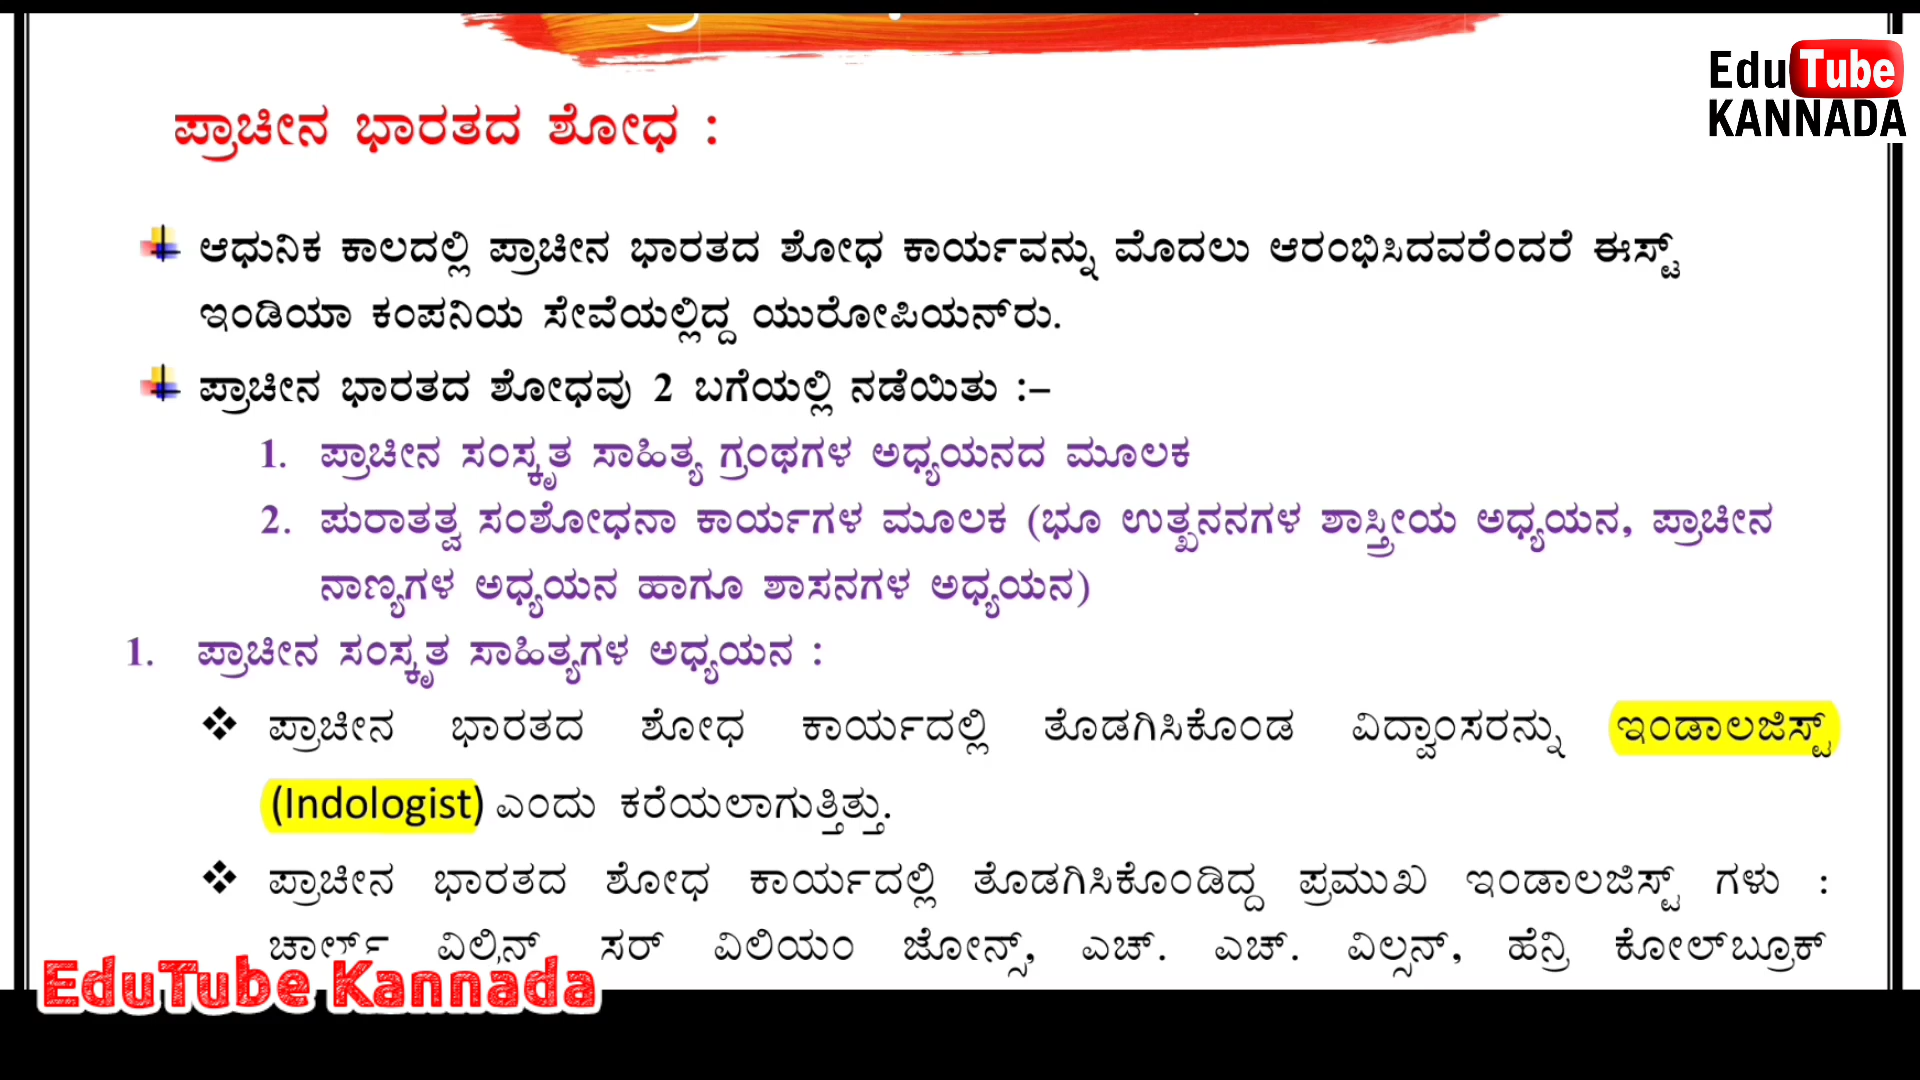 Edu Tube
KANNADA
ಪ್ರಾಚೀನ ಭಾರತದ ಶೋಧ :
ಆಧುನಿಕ ಕಾಲದಲ್ಲಿ ಪ್ರಾಚೀನ ಭಾರತದ ಶೋಧ ಕಾರ್ಯವನ್ನು ಮೊದಲು ಆರಂಭಿಸಿದವರೆಂದರೆ ಈಸ್ಟ್
ಇಂಡಿಯಾ ಕಂಪನಿಯ ಸೇವೆಯಲ್ಲಿದ್ದ ಯುರೋಪಿಯನ್‌ರು.
ಪ್ರಾಚೀನ ಭಾರತದ ಶೋಧವು 2 ಬಗೆಯಲ್ಲಿ ನಡೆಯಿತು :–
1. ಪ್ರಾಚೀನ ಸಂಸ್ಕೃತ ಸಾಹಿತ್ಯ ಗ್ರಂಥಗಳ ಅಧ್ಯಯನದ ಮೂಲಕ
2. ಪುರಾತತ್ವ ಸಂಶೋಧನಾ ಕಾರ್ಯಗಳ ಮೂಲಕ (ಭೂ ಉತ್ಖನನಗಳ ಶಾಸ್ತ್ರೀಯ ಅಧ್ಯಯನ, ಪ್ರಾಚೀನ
ನಾಣ್ಯಗಳ ಅಧ್ಯಯನ ಹಾಗೂ ಶಾಸನಗಳ ಅಧ್ಯಯನ)
1. ಪ್ರಾಚೀನ ಸಂಸ್ಕೃತ ಸಾಹಿತ್ಯಗಳ ಅಧ್ಯಯನ :
❖ ಪ್ರಾಚೀನ ಭಾರತದ ಶೋಧ ಕಾರ್ಯದಲ್ಲಿ ತೊಡಗಿಸಿಕೊಂಡ ವಿದ್ವಾಂಸರನ್ನು ಇಂಡಾಲಜಿಸ್ಟ್
(Indologist) ಎಂದು ಕರೆಯಲಾಗುತ್ತಿತ್ತು.
❖ ಪ್ರಾಚೀನ ಭಾರತದ ಶೋಧ ಕಾರ್ಯದಲ್ಲಿ ತೊಡಗಿಸಿಕೊಂಡಿದ್ದ ಪ್ರಮುಖ ಇಂಡಾಲಜಿಸ್ಟ್ ಗಳು :
ಸರ್ ವಿಲಿಯಂ ಜೋನ್ಸ್, ಎಚ್. ಎಚ್. ವಿಲ್ಸನ್, ಹೆನ್ರಿ ಕೋಲ್‌ಬ್ರೂಕ್
EduTube Kannada